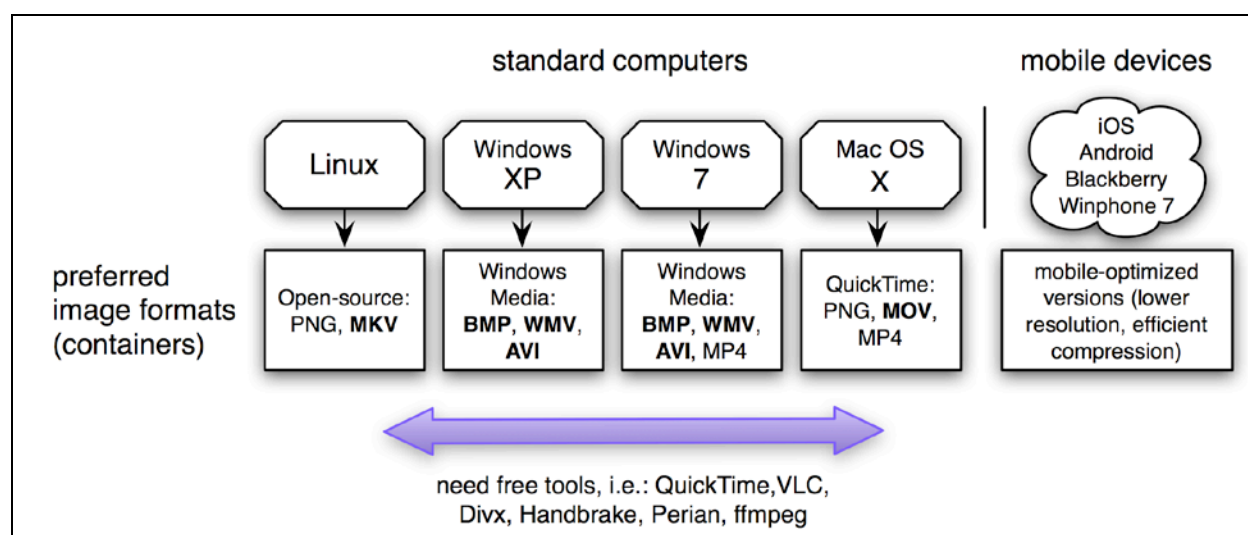 standard computers
mobile devices
Linux
Windows
XP
Windows
7
Mac OS
X
iOS
Android
Blackberry
Winphone 7
preferred
image formats
(containers)
Open-source:
PNG, MKV
Windows
Media:
BMP, WMV,
AVI
Windows
Media:
BMP, WMV,
AVI, MP4
QuickTime:
PNG, MOV,
MP4
mobile-optimized
versions (lower
resolution, efficient
compression)
need free tools, i.e.: QuickTime,VLC,
Divx, Handbrake, Perian, ffmpeg